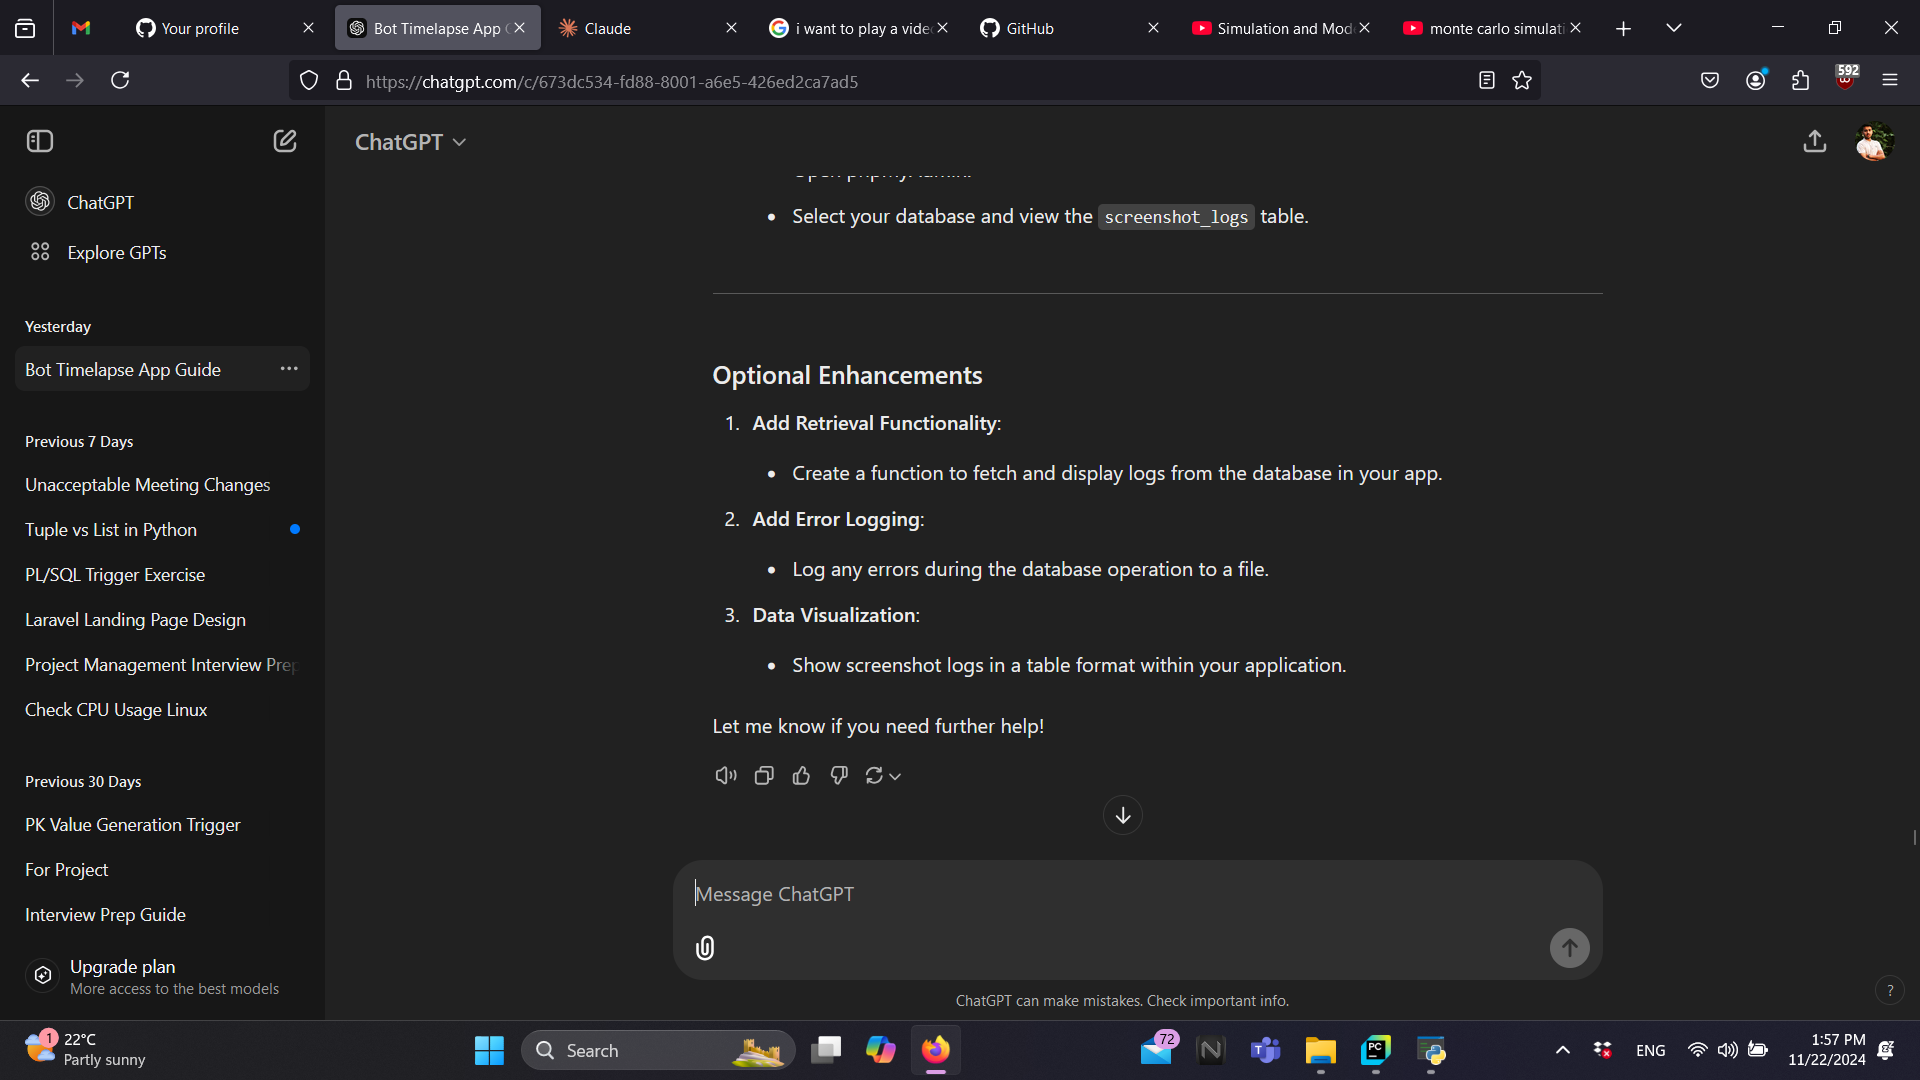 Your profile
Bot Timelapse App
Claude
i want to play a vide
GitHub
Simulation and Mod
monte carlo simulati
https://chatgpt.com/c/673dc534-fd88-8001-a6e5-426ed2ca7ad5
592
ChatGPT
Explore GPTs
Yesterday
Bot Timelapse App Guide
Previous 7 Days
Unacceptable Meeting Changes
Tuple vs List in Python
PL/SQL Trigger Exercise
Laravel Landing Page Design
Project Management Interview Prep
Check CPU Usage Linux
Previous 30 Days
PK Value Generation Trigger
For Project
Interview Prep Guide
Upgrade plan
More access to the best models
ChatGPT
• Select your database and view the screenshot_logs table.
Optional Enhancements
1. Add Retrieval Functionality:
• Create a function to fetch and display logs from the database in your app.
2. Add Error Logging:
• Log any errors during the database operation to a file.
3. Data Visualization:
• Show screenshot logs in a table format within your application.
Let me know if you need further help!
Message ChatGPT
ChatGPT can make mistakes. Check important info.
?
1
22°C
Partly sunny
Search
72
N
T
PC
ENG
1:57 PM
11/22/2024